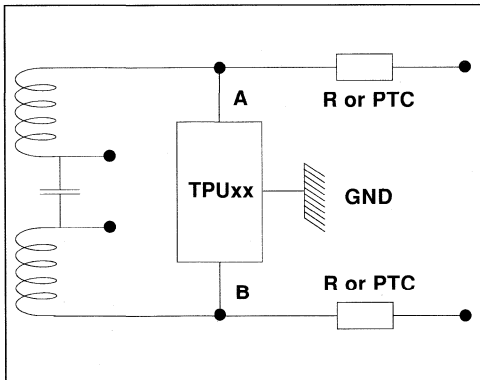 A
R or PTC
TPUxx
GND
R or PTC
B